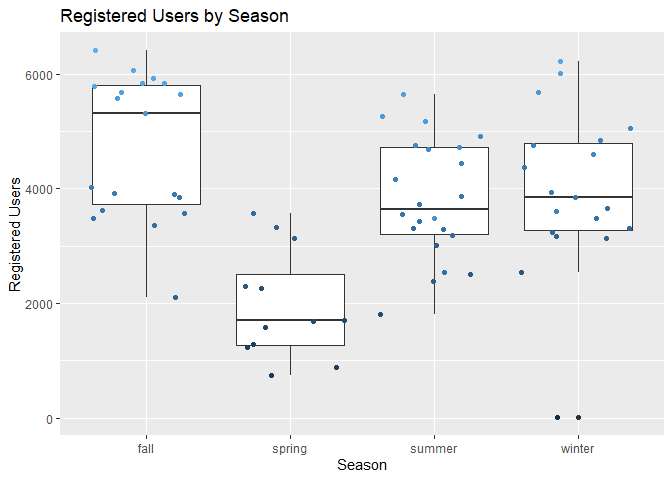 Registered Users by Season
Registered Users
6000
4000
2000
0
fall spring summer winter
Season